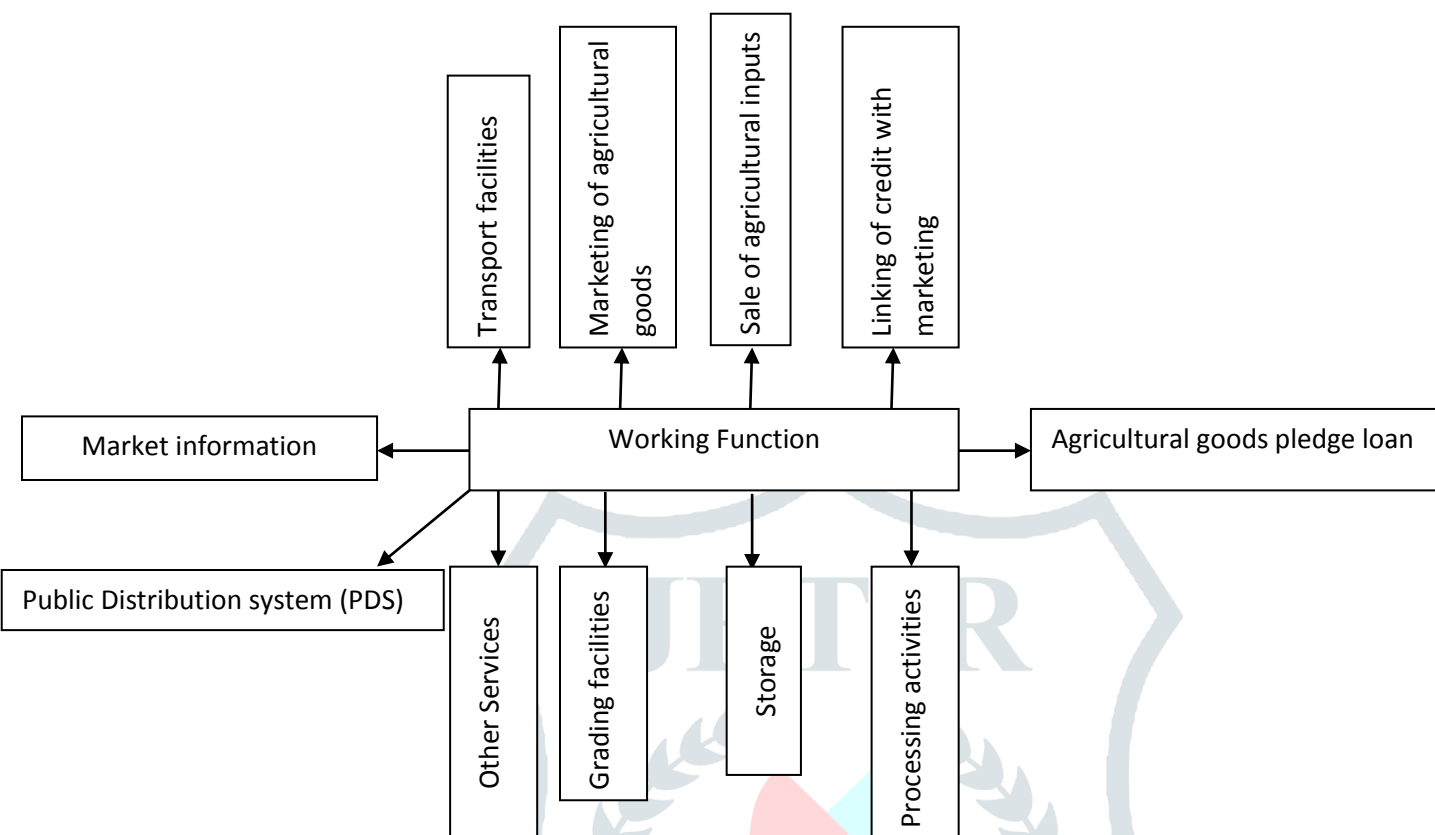 Transport facilities
Marketing of agricultural
goods
Sale of agricultural inputs
Linking of credit with
marketing
Market information
Working Function
Agricultural goods pledge loan
Public Distribution system (PDS)
Other Services
Grading facilities
Storage
Processing activities